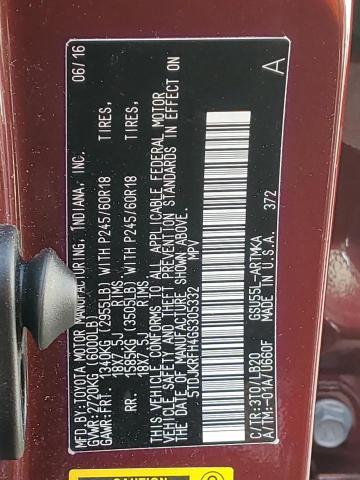 MFD.BY:TOYOTA MOTOR MANUFACTURING, INDIANA, INC. 06/16
GVWR-2720KG (6000LB)
GAWR-FRT. 1340KG (2955LB) WITH P245/60R18 TIRES,
18X7.5J RIMS
RR. 1585KG (3505LB) WITH P245/60R18 TIRES,
18X7.5J RIMS
THIS VEHICLE CONFORMS TO ALL APPLICABLE FEDERAL MOTOR
VEHICLE SAFETY AND THEFT PREVENTION STANDARDS IN EFFECT ON
THE DATE OF MANUFACTURE SHOWN ABOVE.
5TDJKRFH4GS305332 MPV
A
372
C/TR:3T0/LB20 GSU55L-ARTMKA
A/TM:-01A/U660F MADE IN U.S.A.